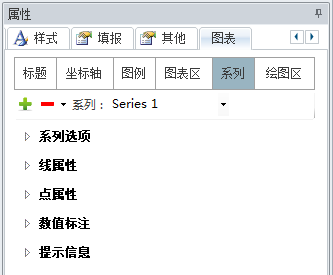 属性
样式 填报 其他 图表
标题 坐标轴 图例 图表区 系列 绘图区
系列： Series 1
系列选项
线属性
点属性
数值标注
提示信息